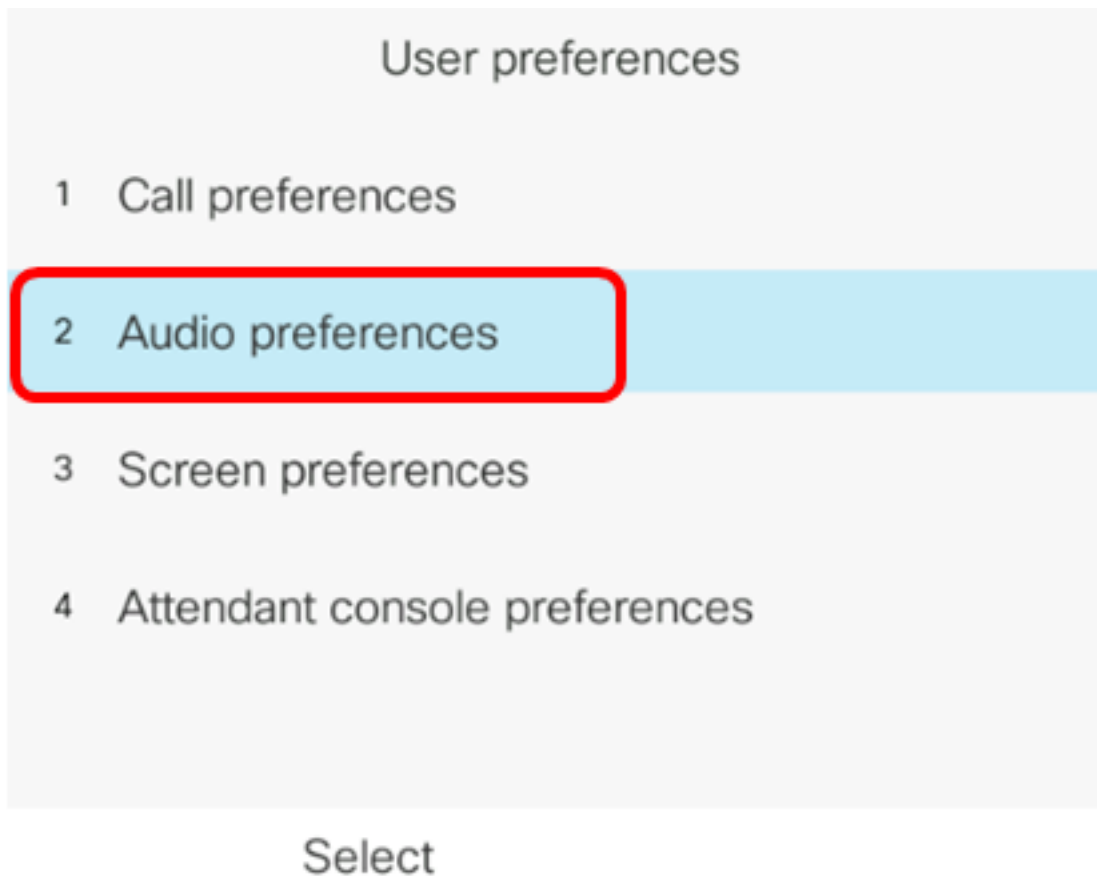 User preferences
1 Call preferences
2 Audio preferences
3 Screen preferences
4 Attendant console preferences
Select